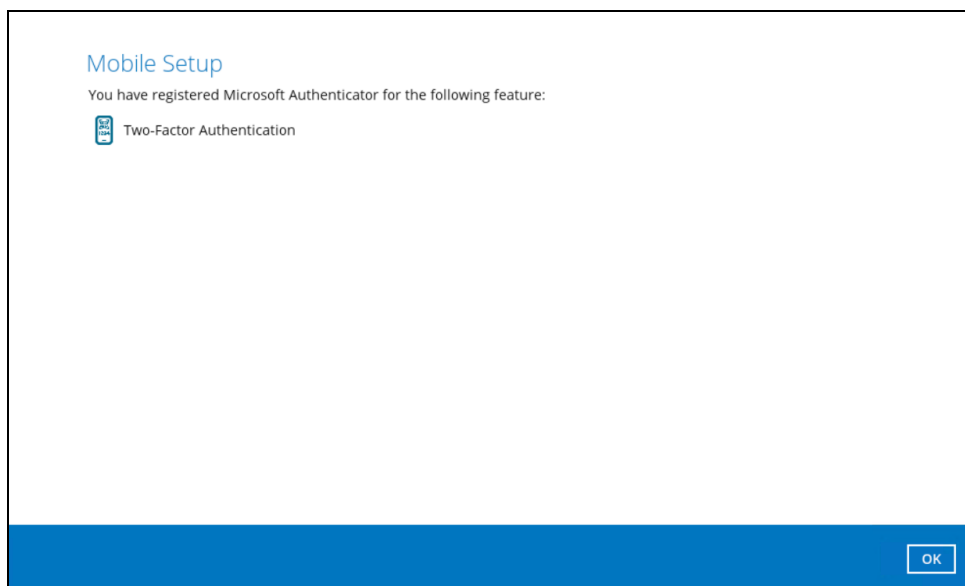 Mobile Setup
You have registered Microsoft Authenticator for the following feature:
Two-Factor Authentication
OK